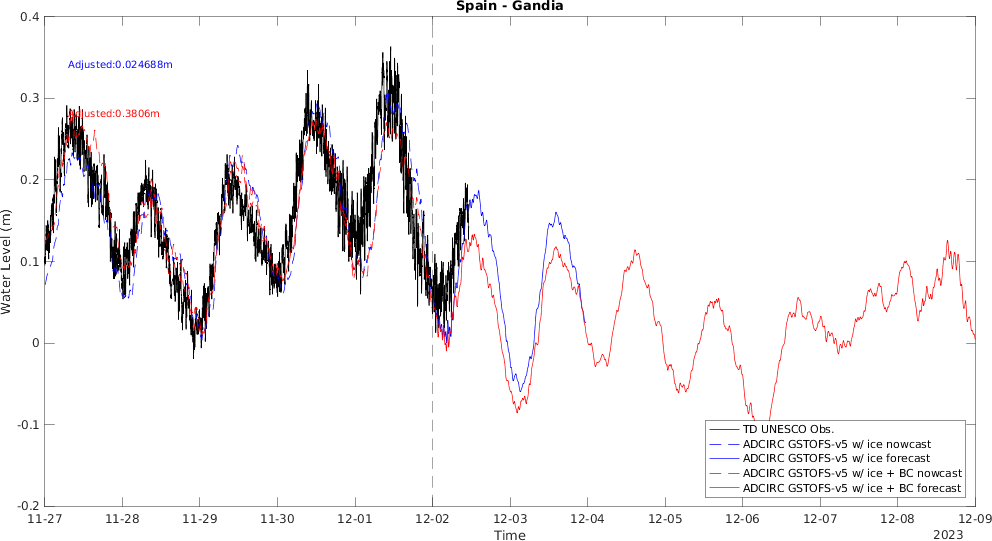 Spain - Gandia
Adjusted:0.024688m
Adjusted:0.3806m
Water Level (m)
0.4
0.3
0.2
0.1
0
-0.1
-0.2
TD UNESCO Obs.
ADCIRC GSTOFS-v5 w/ ice nowcast
ADCIRC GSTOFS-v5 w/ ice forecast
ADCIRC GSTOFS-v5 w/ ice + BC nowcast
ADCIRC GSTOFS-v5 w/ ice + BC forecast
11-27 11-28 11-29 11-30 12-01 12-02 12-03 12-04 12-05 12-06 12-07 12-08 12-09
Time
2023